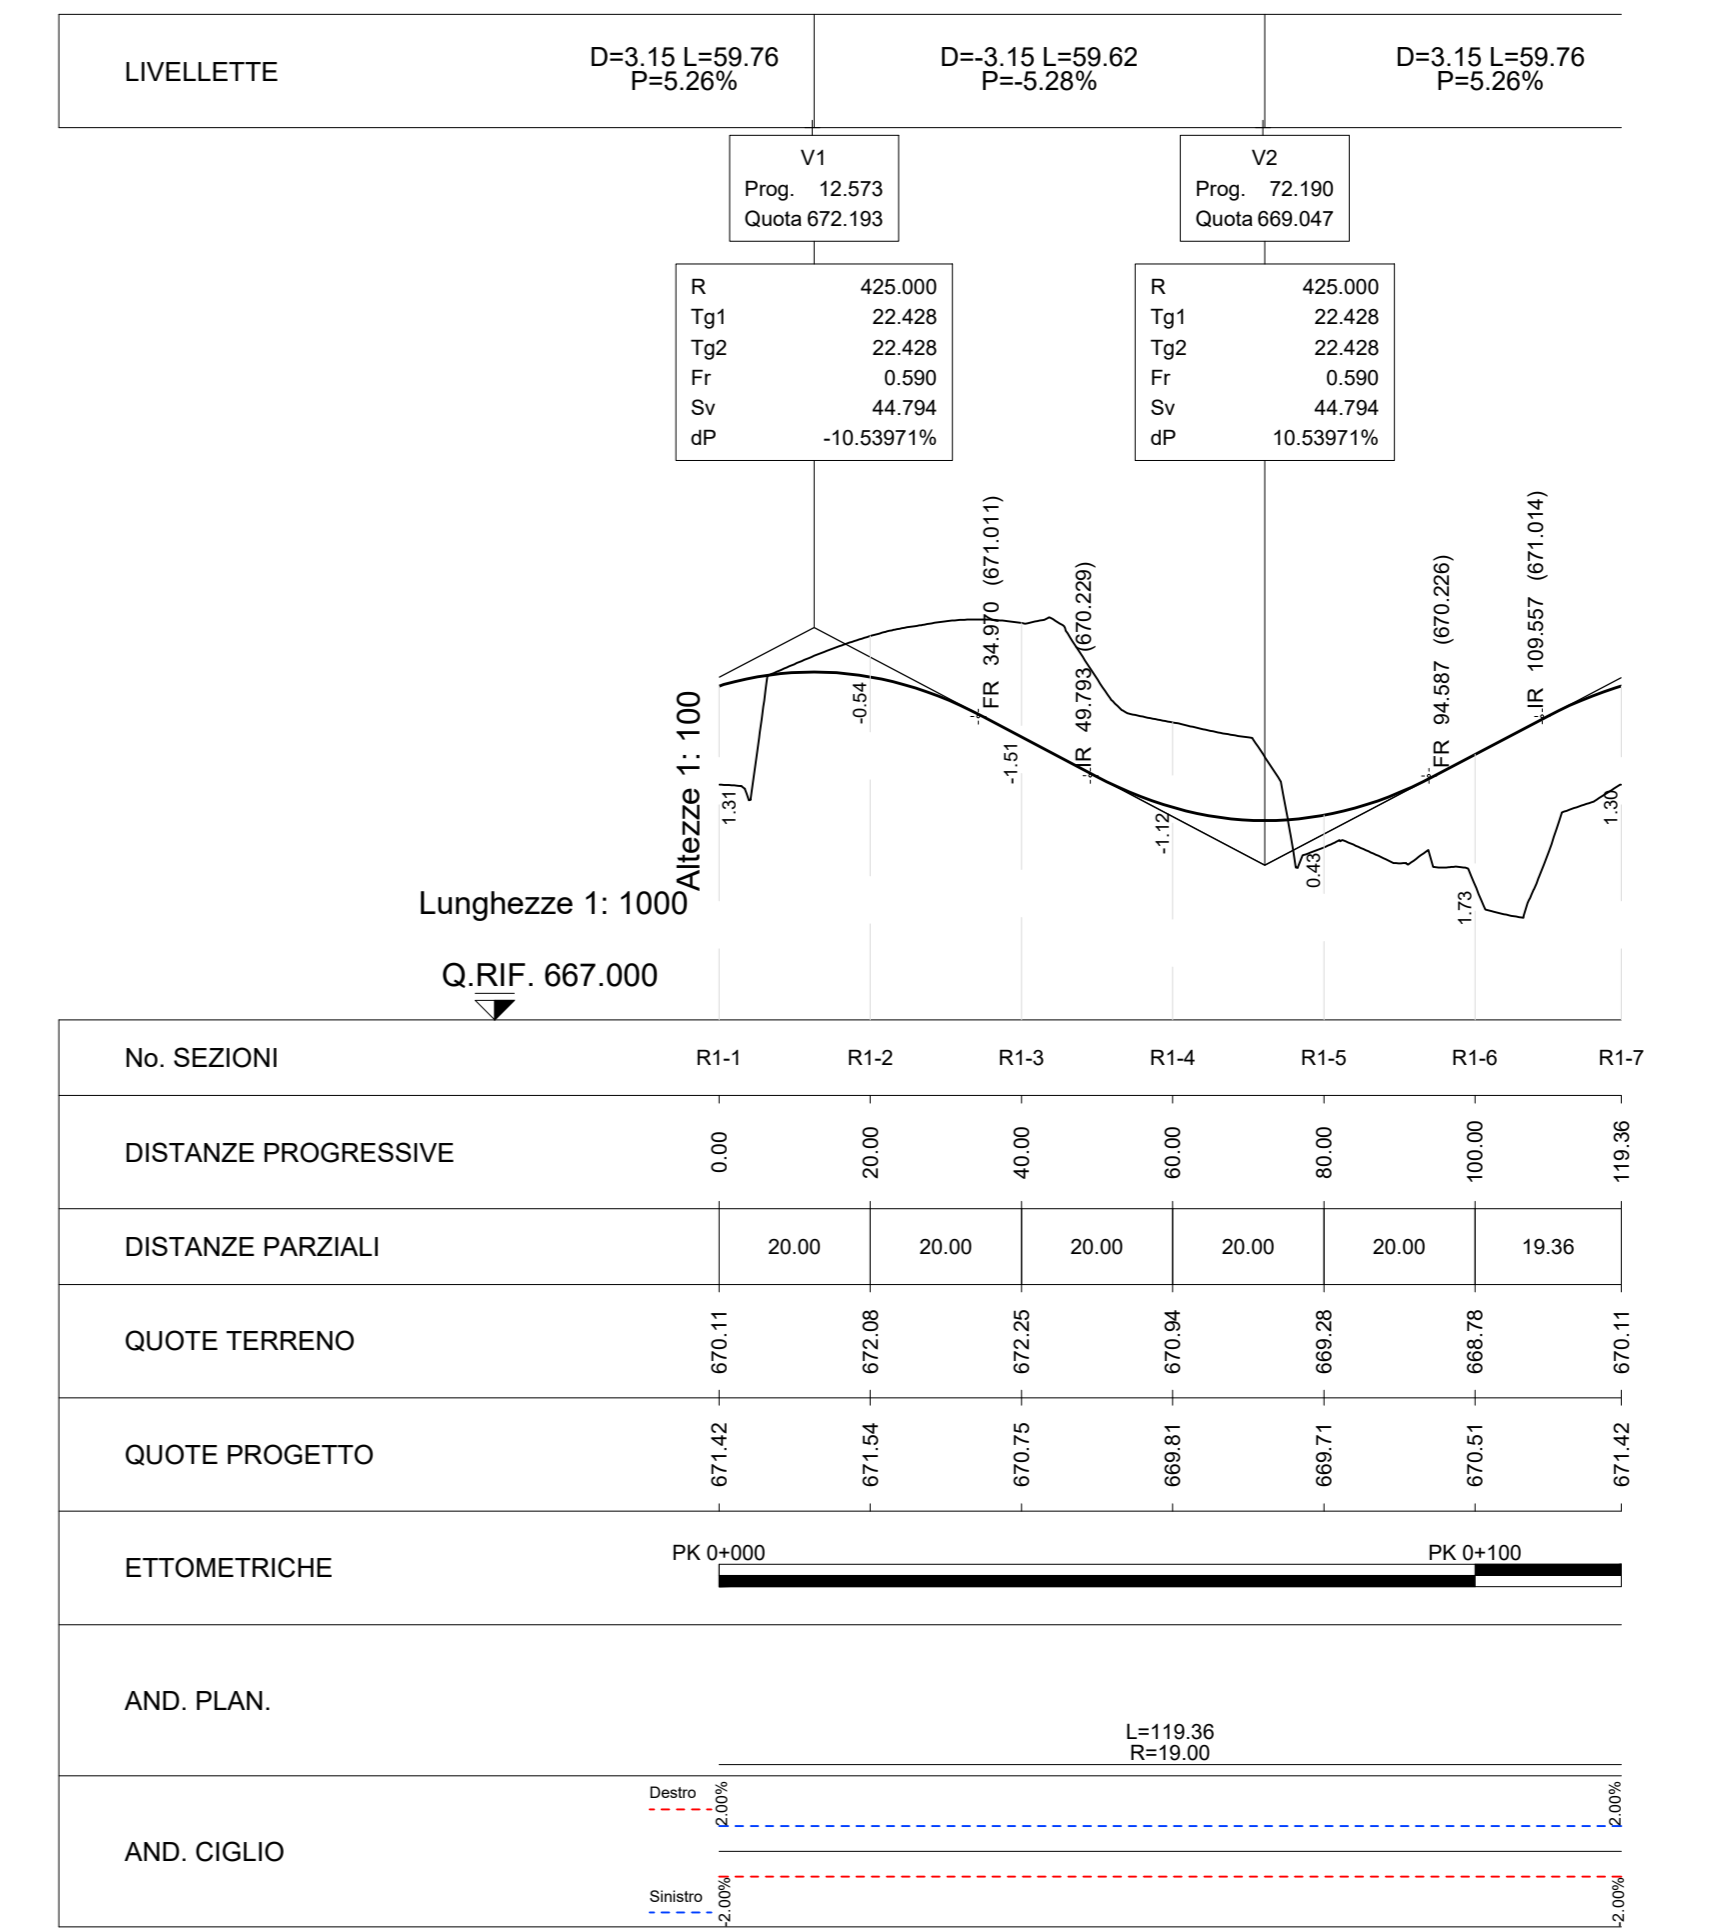 LIVELLETTE
D=3.15 L=59.76
P=5.26%
D=-3.15 L=59.62
P=-5.28%
D=3.15 L=59.76
P=5.26%
V1
Prog. 12.573
Quota 672.193
V2
Prog. 72.190
Quota 669.047
R 425.000
Tg1 22.428
Tg2 22.428
Fr 0.590
Sv 44.794
dP -10.53971%
R 425.000
Tg1 22.428
Tg2 22.428
Fr 0.590
Sv 44.794
dP 10.53971%
FR 34.970 (671.011)
IR 49.793 (670.229)
FR 94.587 (670.226)
IR 109.557 (671.014)
1.31
-0.54
-1.51
-1.12
0.43
1.73
1.30
Altezze 1: 100
Lunghezze 1: 1000
Q.RIF. 667.000
No. SEZIONI R1-1 R1-2 R1-3 R1-4 R1-5 R1-6 R1-7
DISTANZE PROGRESSIVE 0.00 20.00 40.00 60.00 80.00 100.00 119.36
DISTANZE PARZIALI 20.00 20.00 20.00 20.00 20.00 19.36
QUOTE TERRENO 670.11 672.08 672.25 670.94 669.28 668.78 670.11
QUOTE PROGETTO 671.42 671.54 670.75 669.81 669.71 670.51 671.42
ETTOMETRICHE PK 0+000 PK 0+100
AND. PLAN.
L=119.36
R=19.00
AND. CIGLIO
Destro 2.00% 2.00%
Sinistro -2.00% -2.00%